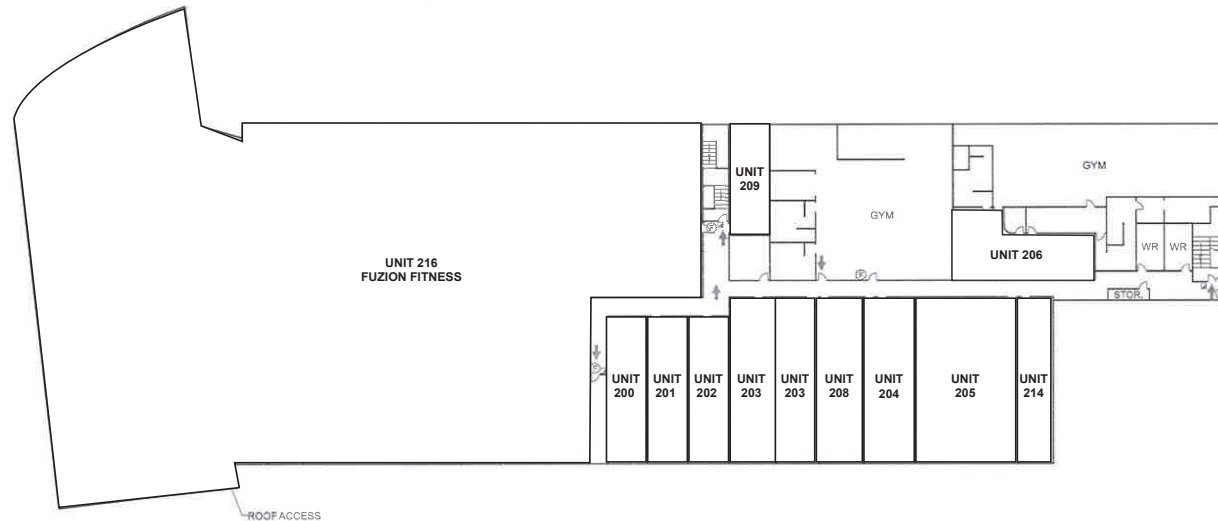 UNIT
209
GYM
GYM
UNIT 216
FUZION FITNESS
UNIT 206
WR
WR
STOR.
UNIT
200
UNIT
201
UNIT
202
UNIT
203
UNIT
203
UNIT
208
UNIT
204
UNIT
205
UNIT
214
ROOF ACCESS